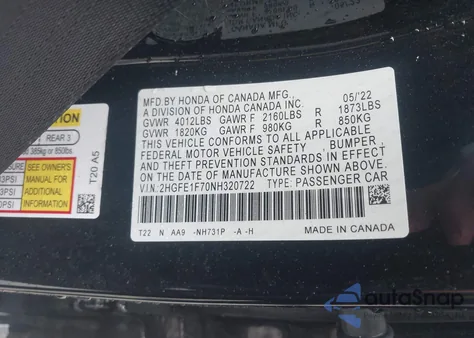 MFD.BY HONDA OF CANADA MFG., 05/'22
A DIVISION OF HONDA CANADA INC.
GVWR 4012LBS GAWR F 2160LBS R 1873LBS
GVWR 1820KG GAWR F 980KG R 850KG
THIS VEHICLE CONFORMS TO ALL APPLICABLE
FEDERAL MOTOR VEHICLE SAFETY , BUMPER ,
AND THEFT PREVENTION STANDARDS IN EFFECT
ON THE DATE OF MANUFACTURE SHOWN ABOVE.
V.I.N.:2HGFE1F70NH320722 TYPE: PASSENGER CAR
T22 N AA9 -NH731P -A -H
MADE IN CANADA
REAR 3
385kg or 850lbs.
SEE OWNER'S
MANUAL FOR
ADDITIONAL
INFORMATION
T20 A5
autoSnap